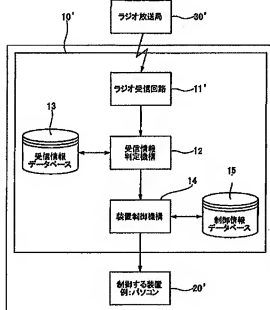 10'
ラジオ放送局
30'
ラジオ受信回路
11'
13
受信情報
データベース
受信情報
判定機構
12
14
15
装置制御機構
制御情報
データベース
制御する装置
例:パソコン
20'